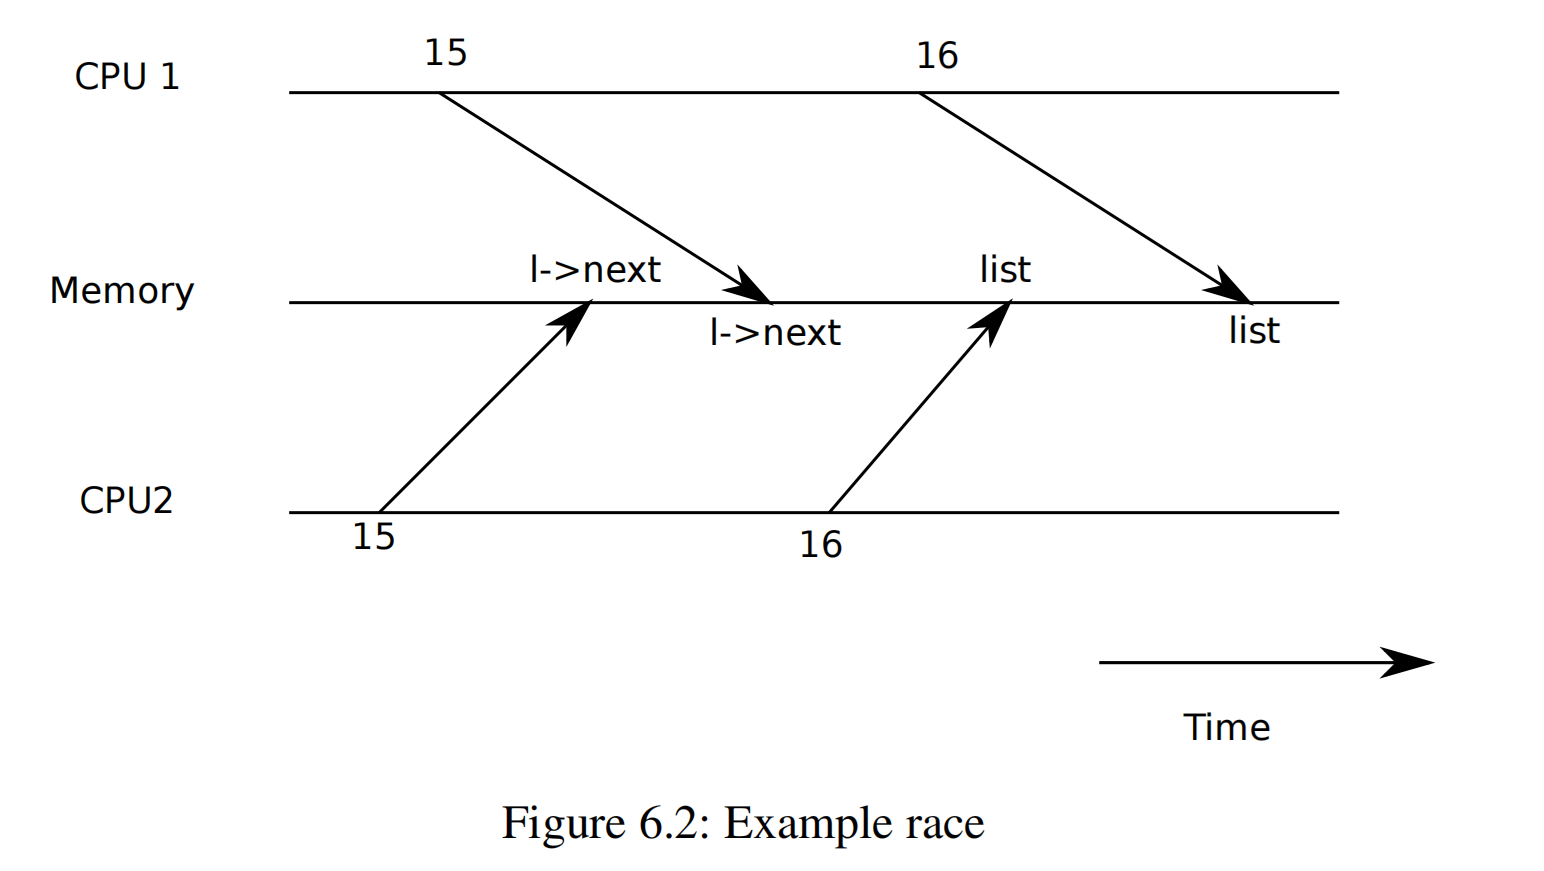 15
16
CPU 1
l->next
list
Memory
l->next
list
CPU2
15
16
Time
Figure 6.2: Example race